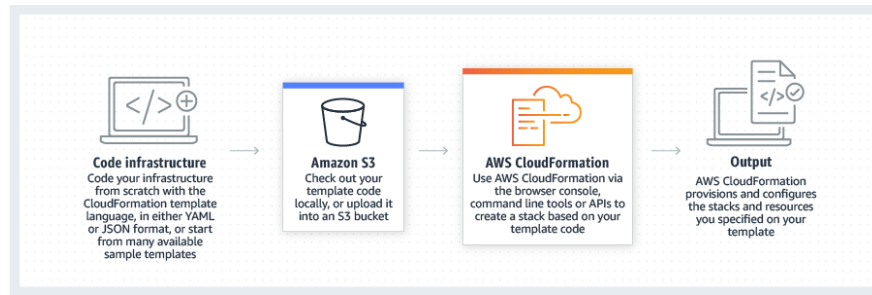 </>
Code infrastructure
Code your infrastructure
from scratch with the
CloudFormation template
language, in either YAML
or JSON format, or start
from many available
sample templates
Amazon S3
Check out your
template code
locally, or upload it
into an S3 bucket
AWS CloudFormation
Use AWS CloudFormation via
the browser console,
command line tools or APIs to
create a stack based on your
template code
</>
Output
AWS CloudFormation
provisions and configures
the stacks and resources
you specified on your
template